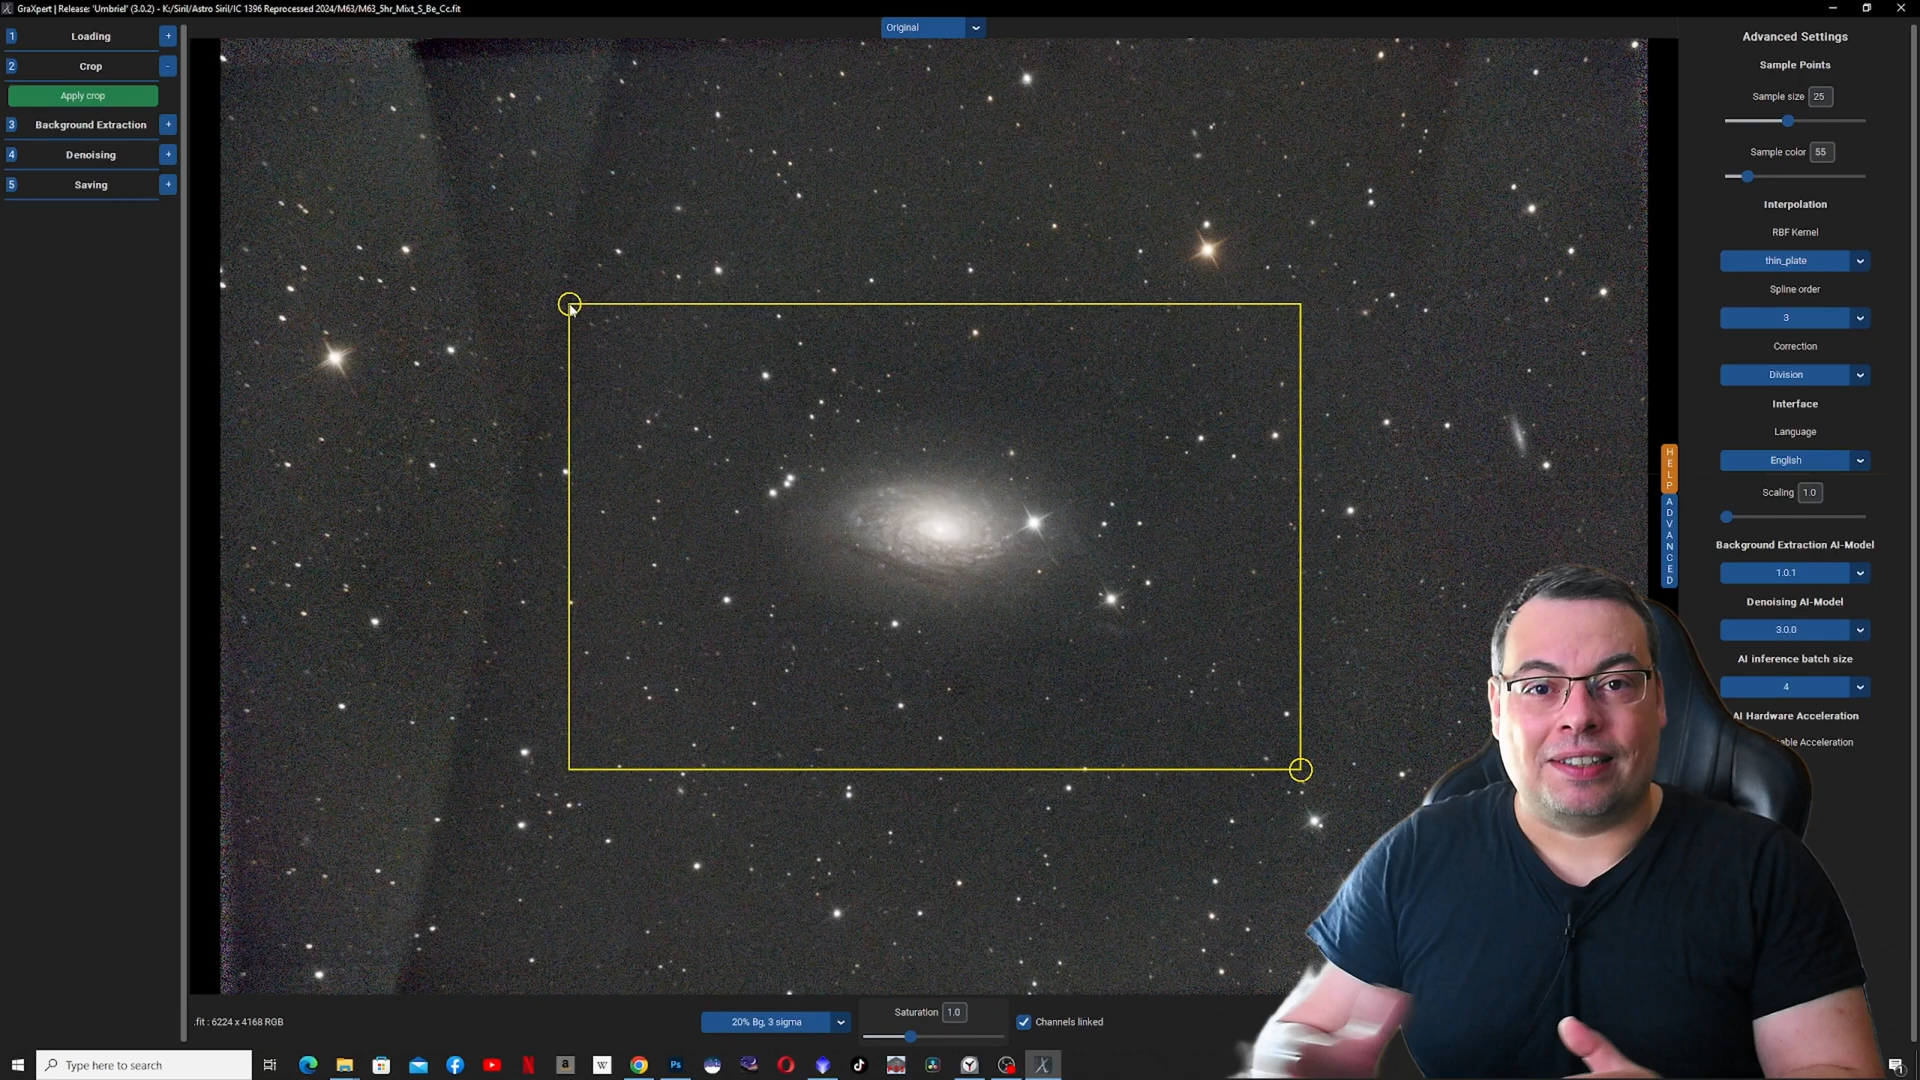 GraXpert | Release: 'Umbriel' (3.0.2) - K:/Siril/Astro Siril/IC 1396 Reprocessed 2024/M63/M63_5hr_Mixt_S_Be_Cc.fit
Original
1 Loading +
2 Crop -
Apply crop
3 Background Extraction +
4 Denoising +
5 Saving +
Advanced Settings
Sample Points
Sample size 25
Sample color 55
Interpolation
RBF Kernel
thin_plate
Spline order
3
Correction
Division
Interface
Language
English
Scaling 1.0
Background Extraction AI-Model
1.0.1
Denoising AI-Model
3.0.0
AI inference batch size
4
AI Hardware Acceleration
able Acceleration
HELP
ADVANCED
.fit : 6224 x 4168 RGB
20% Bg, 3 sigma
Saturation 1.0
Channels linked
Type here to search